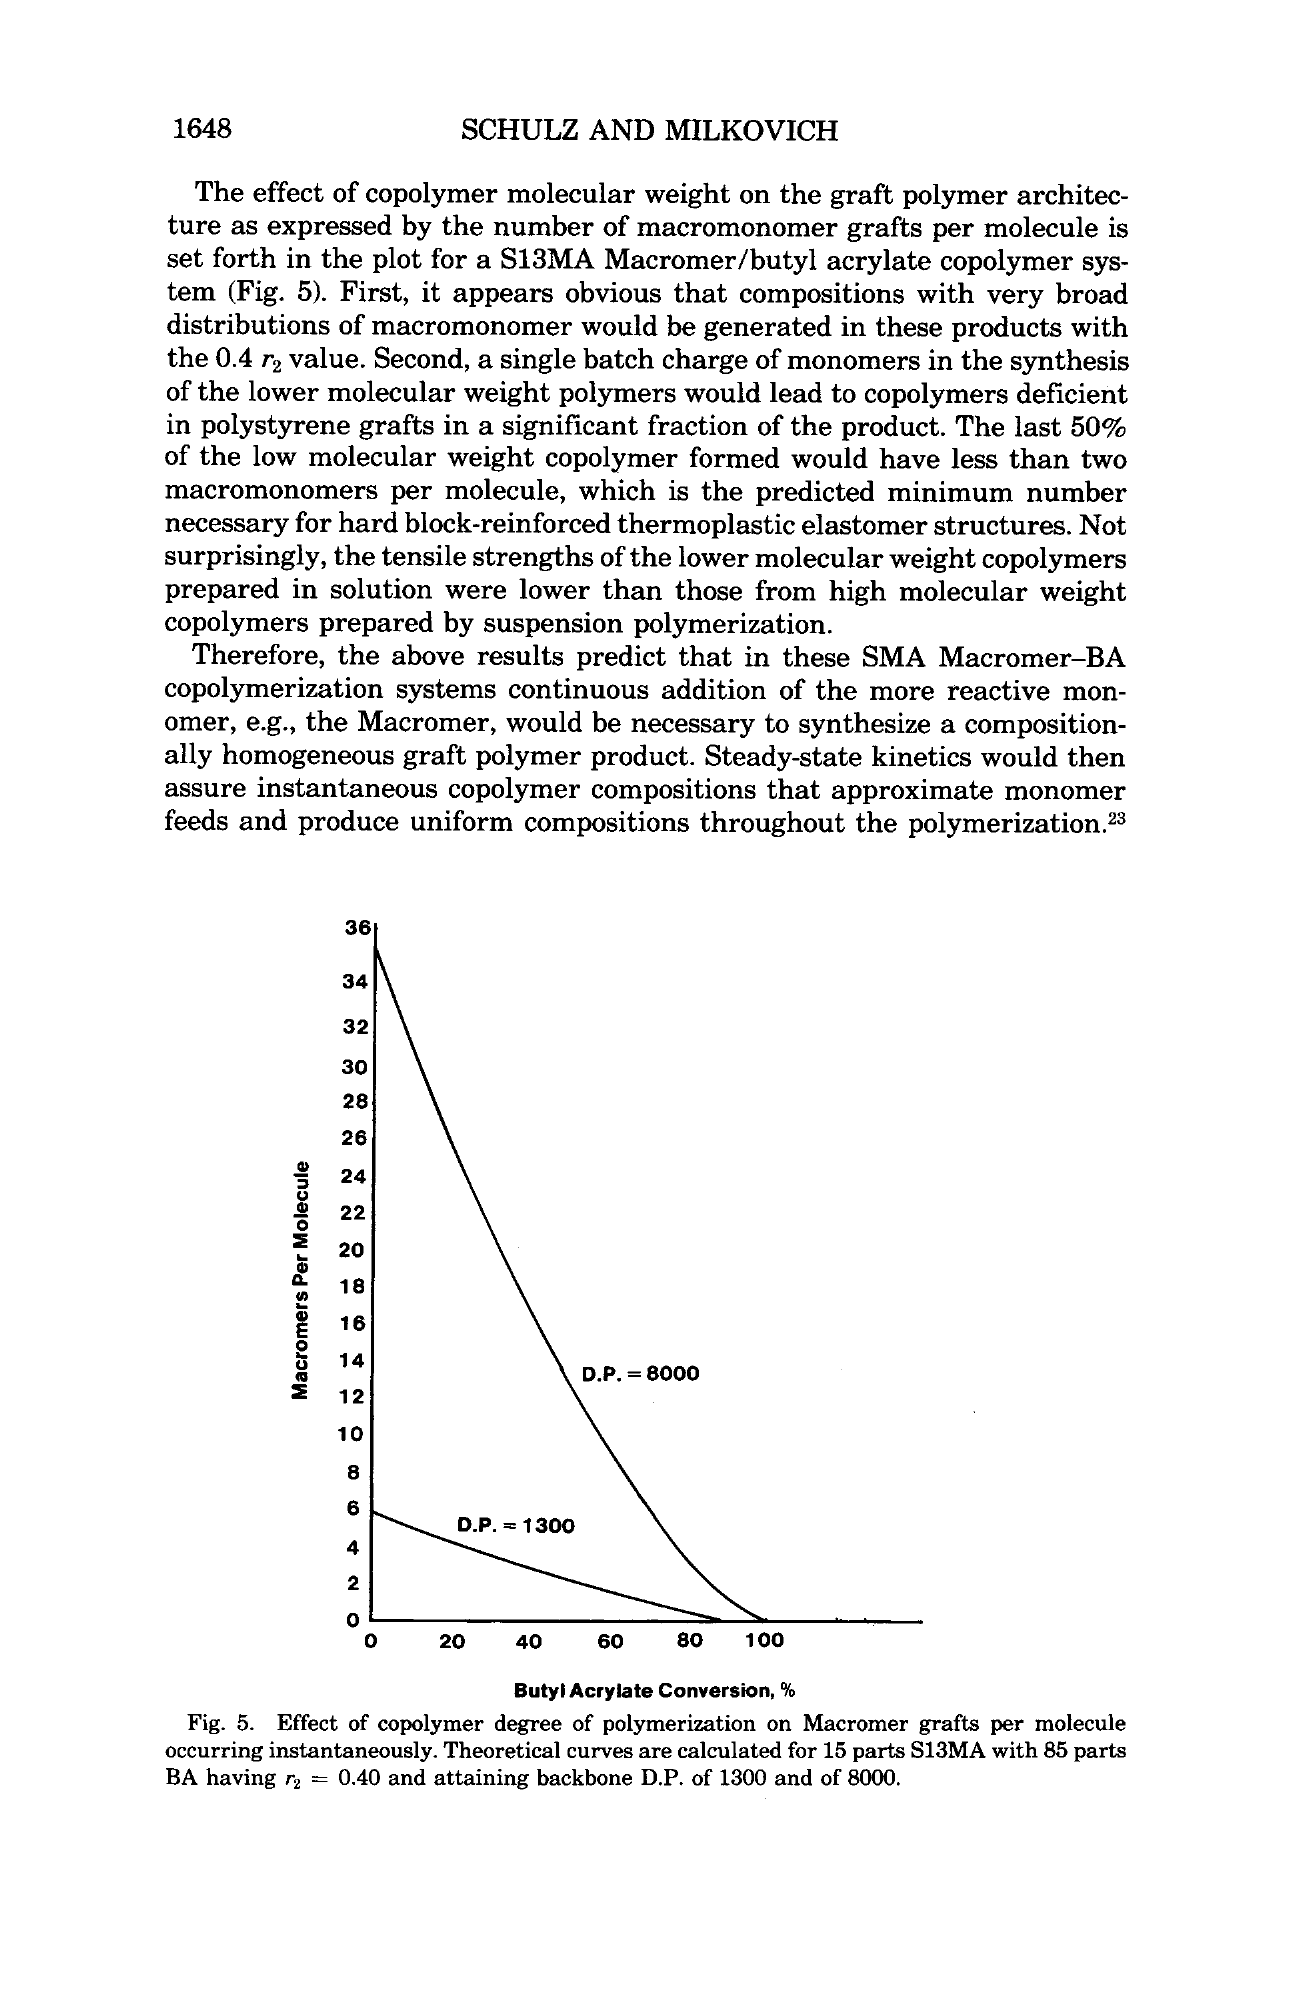 1648 SCHULZ AND MILKOVICH
The effect of copolymer molecular weight on the graft polymer architec-
ture as expressed by the number of macromonomer grafts per molecule is
set forth in the plot for a S13MA Macromer/butyl acrylate copolymer sys-
tem (Fig. 5). First, it appears obvious that compositions with very broad
distributions of macromonomer would be generated in these products with
the 0.4 r₂ value. Second, a single batch charge of monomers in the synthesis
of the lower molecular weight polymers would lead to copolymers deficient
in polystyrene grafts in a significant fraction of the product. The last 50%
of the low molecular weight copolymer formed would have less than two
macromonomers per molecule, which is the predicted minimum number
necessary for hard block-reinforced thermoplastic elastomer structures. Not
surprisingly, the tensile strengths of the lower molecular weight copolymers
prepared in solution were lower than those from high molecular weight
copolymers prepared by suspension polymerization.
Therefore, the above results predict that in these SMA Macromer–BA
copolymerization systems continuous addition of the more reactive mon-
omer, e.g., the Macromer, would be necessary to synthesize a composition-
ally homogeneous graft polymer product. Steady-state kinetics would then
assure instantaneous copolymer compositions that approximate monomer
feeds and produce uniform compositions throughout the polymerization.²³
36
34
32
30
28
26
24
22
20
18
16
14
12
10
8
6
4
2
0
Macromers Per Molecule
D.P. = 8000
D.P. = 1300
0 20 40 60 80 100
Butyl Acrylate Conversion, %
Fig. 5. Effect of copolymer degree of polymerization on Macromer grafts per molecule
occurring instantaneously. Theoretical curves are calculated for 15 parts S13MA with 85 parts
BA having r₂ = 0.40 and attaining backbone D.P. of 1300 and of 8000.